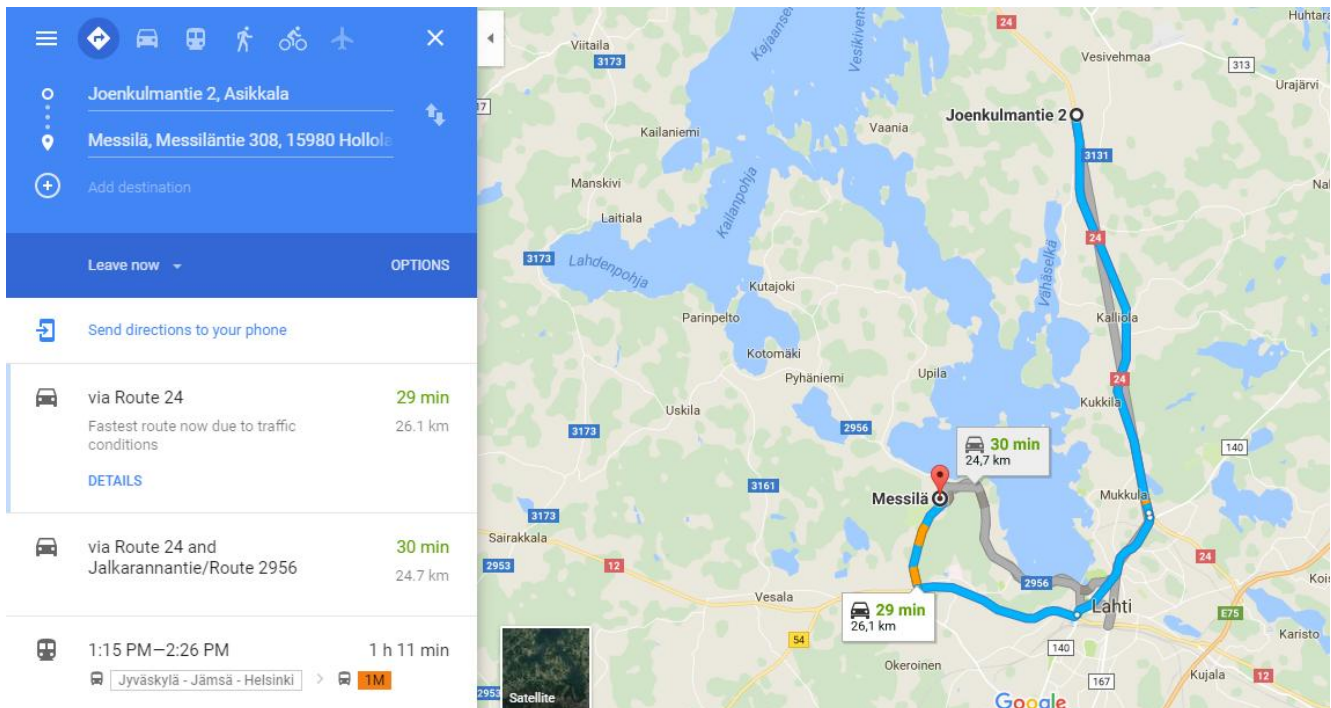 Joenkulmantie 2, Asikkala
Messilä, Messiläntie 308, 15980 Hollola
Add destination
Leave now
OPTIONS
Send directions to your phone
via Route 24
29 min
Fastest route now due to traffic
conditions
26.1 km
DETAILS
via Route 24 and
Jalkarannantie/Route 2956
30 min
24.7 km
1:15 PM–2:26 PM
1 h 11 min
Jyväskylä - Jämsä - Helsinki
1M
Satellite
24
Viitaila
3173
Vesivehmaa
313
Urajärvi
17
Joenkulmantie 2
Kailaniemi
Vaania
3131
Manskivi
Laitiala
Kailanpohja
24
3173
Lahdenpohja
Vähäselkä
Kutajoki
Parinpelto
Kalliola
Kotomäki
Pyhäniemi
Upila
24
Kukkila
Uskila
3173
2956
30 min
24,7 km
140
3161
Messilä
Mukkula
3173
Sairakkala
2953
12
24
2956
Vesala
29 min
26,1 km
Lahti
E75
54
Karisto
140
Okeroinen
167
Kujala
12
2953
Google